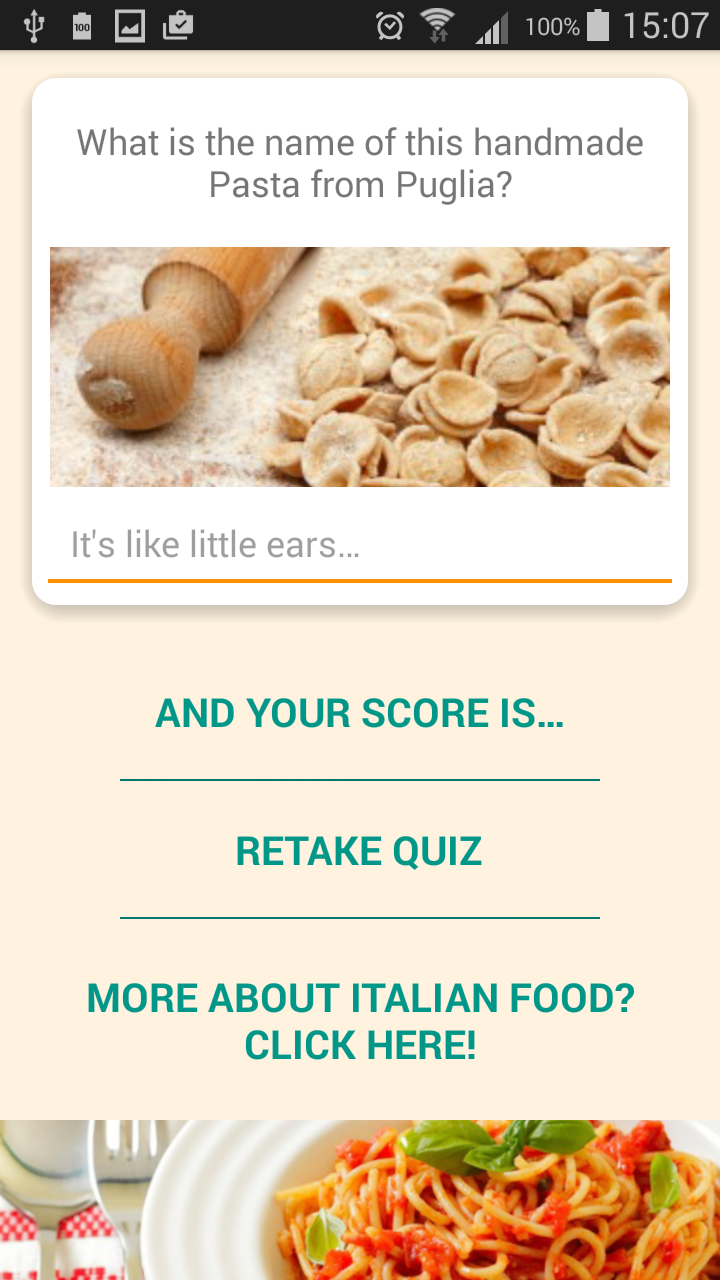 100
100%
15:07
What is the name of this handmade
Pasta from Puglia?
It's like little ears...
AND YOUR SCORE IS...
RETAKE QUIZ
MORE ABOUT ITALIAN FOOD?
CLICK HERE!